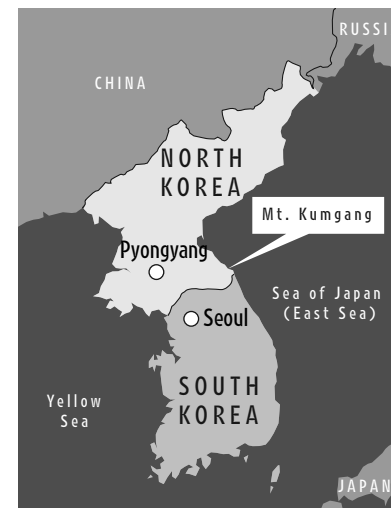 RUSSI
CHINA
NORTH
KOREA
Mt. Kumgang
Pyongyang
Sea of Japan
(East Sea)
Seoul
Yellow
Sea
SOUTH
KOREA
JAPAN